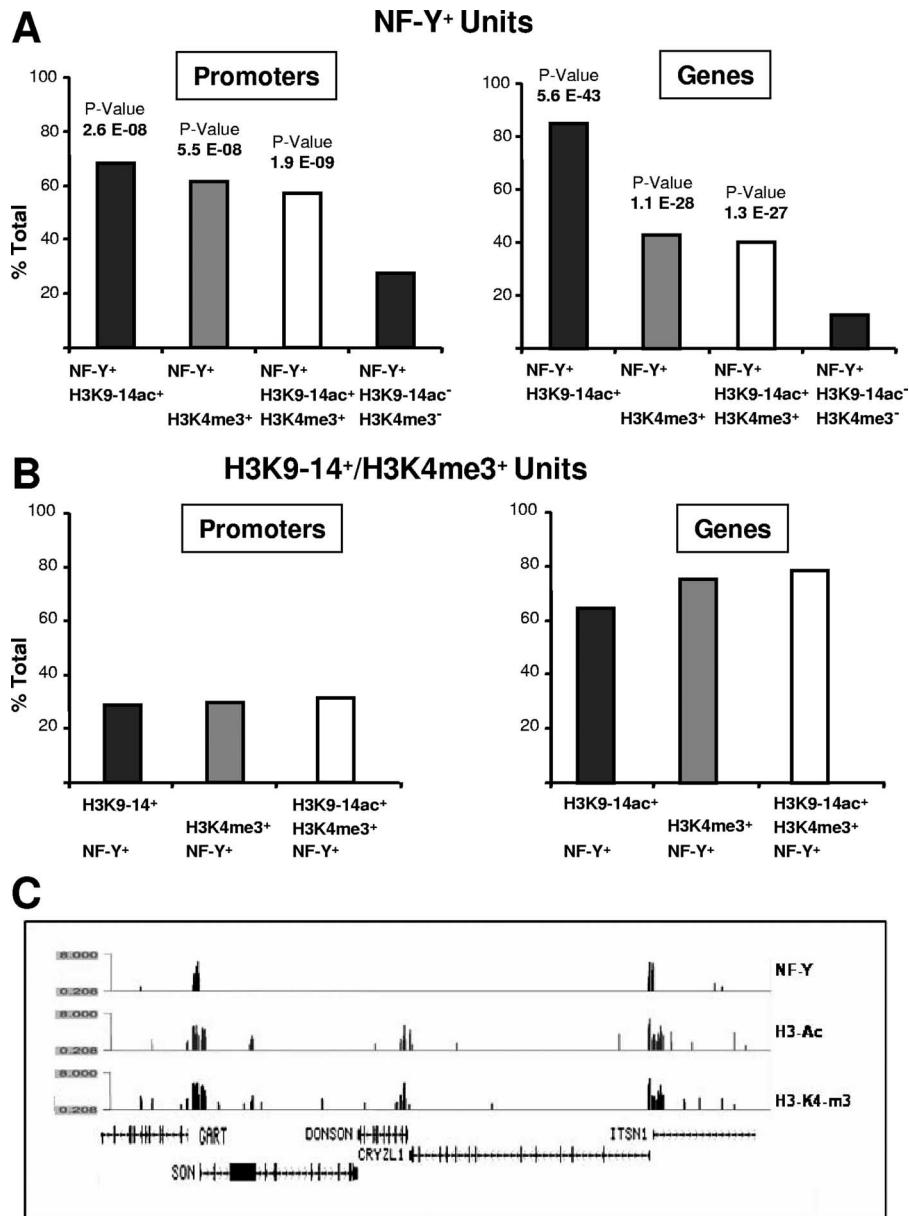 A
NF-Y⁺ Units
Promoters
% Total
100
80
60
40
20
P-Value
2.6 E-08
P-Value
5.5 E-08
P-Value
1.9 E-09
NF-Y⁺ NF-Y⁺ NF-Y⁺ NF-Y⁺
H3K9-14ac⁺ H3K9-14ac⁺ H3K9-14ac⁻
H3K4me3⁺ H3K4me3⁺ H3K4me3⁻
Genes
100
80
60
40
20
P-Value
5.6 E-43
P-Value
1.1 E-28
P-Value
1.3 E-27
NF-Y⁺ NF-Y⁺ NF-Y⁺ NF-Y⁺
H3K9-14ac⁺ H3K9-14ac⁺ H3K9-14ac⁻
H3K4me3⁺ H3K4me3⁺ H3K4me3⁻
B
H3K9-14⁺/H3K4me3⁺ Units
Promoters
% Total
100
80
60
40
20
H3K9-14⁺ H3K9-14ac⁺
H3K4me3⁺ H3K4me3⁺
NF-Y⁺ NF-Y⁺ NF-Y⁺
Genes
100
80
60
40
20
H3K9-14ac⁺ H3K9-14ac⁺
H3K4me3⁺ H3K4me3⁺
NF-Y⁺ NF-Y⁺ NF-Y⁺
C
8.000
0.208
NF-Y
8.000
0.208
H3-Ac
8.000
0.208
H3-K4-m3
GART DONSON ITSN1
CRYZL1
SON